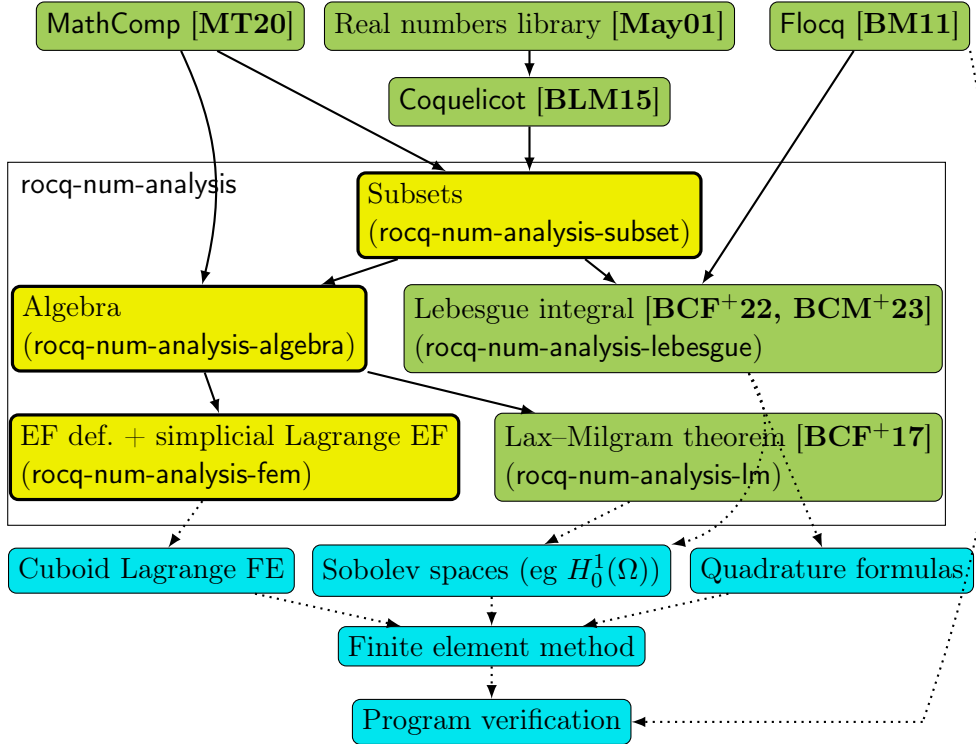 MathComp [MT20]
Real numbers library [May01]
Flocq [BM11]
Coquelicot [BLM15]
rocq-num-analysis
Subsets
(rocq-num-analysis-subset)
Algebra
(rocq-num-analysis-algebra)
Lebesgue integral [BCF⁺22, BCM⁺23]
(rocq-num-analysis-lebesgue)
EF def. + simplicial Lagrange EF
(rocq-num-analysis-fem)
Lax–Milgram theorem [BCF⁺17]
(rocq-num-analysis-lm)
Cuboid Lagrange FE
Sobolev spaces (eg H₀¹(Ω))
Quadrature formulas
Finite element method
Program verification